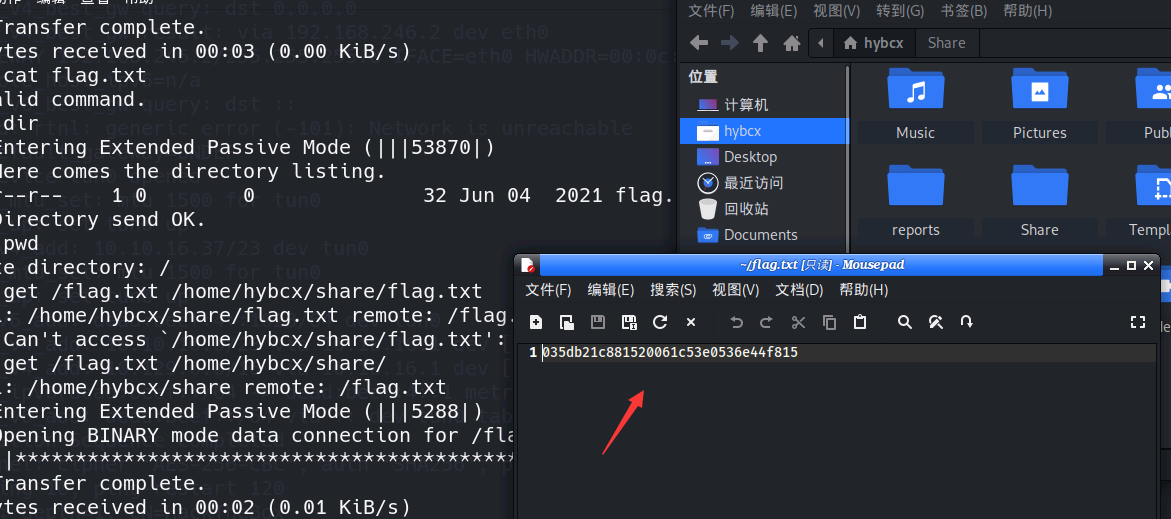 Transfer complete.
ytes received in 00:03 (0.00 KiB/s)
cat flag.txt
alid command.
dir
Entering Extended Passive Mode (|||53870|)
Here comes the directory listing.
r--r--    1 0        0              32 Jun 04  2021 flag.
Directory send OK.
pwd
te directory: /
get /flag.txt /home/hybcx/share/flag.txt
l: /home/hybcx/share/flag.txt remote: /flag.
Can't access `/home/hybcx/share/flag.txt':
get /flag.txt /home/hybcx/share/
l: /home/hybcx/share remote: /flag.txt
Entering Extended Passive Mode (|||5288|)
Opening BINARY mode data connection for /fla
Transfer complete.
ytes received in 00:02 (0.01 KiB/s)
文件(F) 编辑(E) 视图(V) 转到(G) 书签(B) 帮助(H)
hybcx Share
位置
计算机
hybcx
Desktop
最近访问
回收站
Documents
Music Pictures Publ
reports Share Templ
~/flag.txt [只读] - Mousepad
文件(F) 编辑(E) 搜索(S) 视图(V) 文档(D) 帮助(H)
1 035db21c881520061c53e0536e44f815